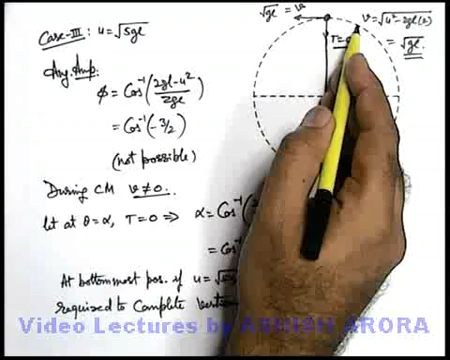 Case-III: u = √5gl
√gl = v
v = √u² - 2gl(2)
= √gl.
T=0
Ang. Amp.
φ = Cos⁻¹(2gl-u²/2gl)
= Cos⁻¹(-3/2)
(not possible)
During CM v ≠ 0.
let at θ=α, T=0 ⇒ α = Cos⁻¹(2
= Cos⁻¹
At bottommost pos. if u =
required to Complete
Video Lectures by ASHISH ARORA